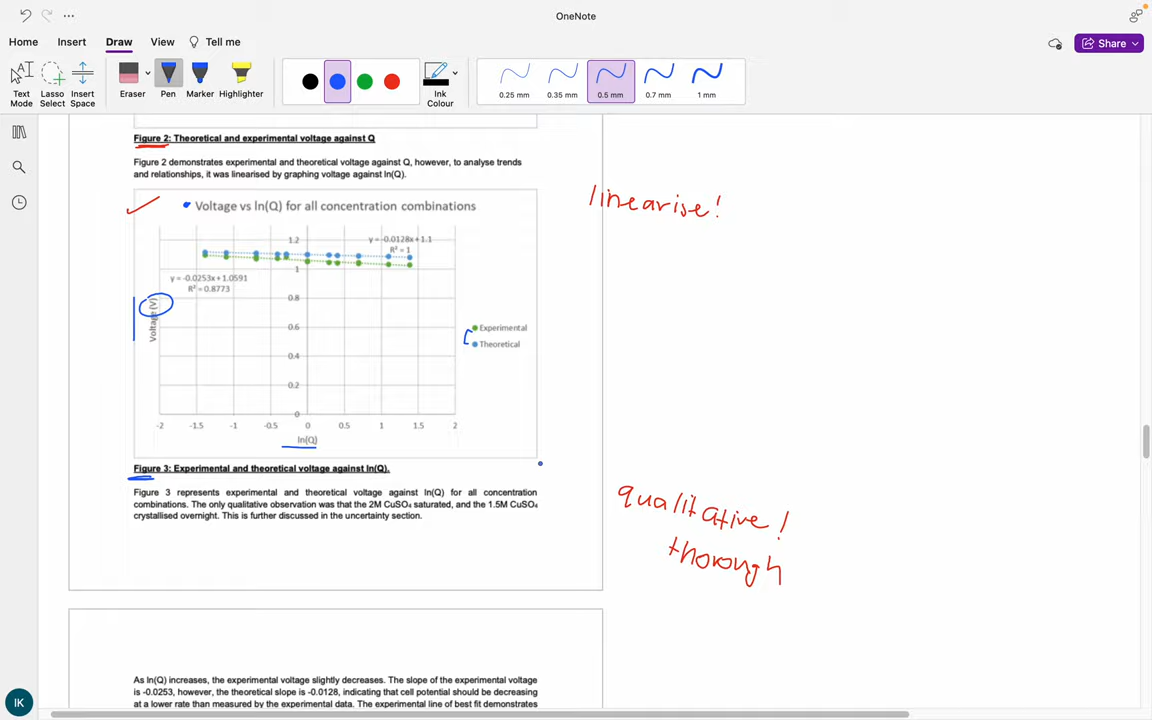 OneNote
Home Insert Draw View Tell me
Share
Text Mode
Lasso Select
Insert Space
Eraser
Pen
Marker
Highlighter
Ink Colour
0.25 mm
0.35 mm
0.5 mm
0.7 mm
1 mm
Figure 2: Theoretical and experimental voltage against Q
Figure 2 demonstrates experimental and theoretical voltage against Q, however, to analyse trends
and relationships, it was linearised by graphing voltage against ln(Q).
linearise!
Voltage vs ln(Q) for all concentration combinations
y = -0.0128x + 1.1
R² = 1
y = -0.0253x + 1.0591
R² = 0.8773
1.2
1
0.8
0.6
0.4
0.2
0
Voltage (V)
Experimental
Theoretical
-2 -1.5 -1 -0.5 0 0.5 1 1.5 2
ln(Q)
Figure 3: Experimental and theoretical voltage against ln(Q).
Figure 3 represents experimental and theoretical voltage against ln(Q) for all concentration
combinations. The only qualitative observation was that the 2M CuSO₄ saturated, and the 1.5M CuSO₄
crystallised overnight. This is further discussed in the uncertainty section.
qualitative!
thorough
As ln(Q) increases, the experimental voltage slightly decreases. The slope of the experimental voltage
is -0.0253, however, the theoretical slope is -0.0128, indicating that cell potential should be decreasing
at a lower rate than measured by the experimental data. The experimental line of best fit demonstrates
IK